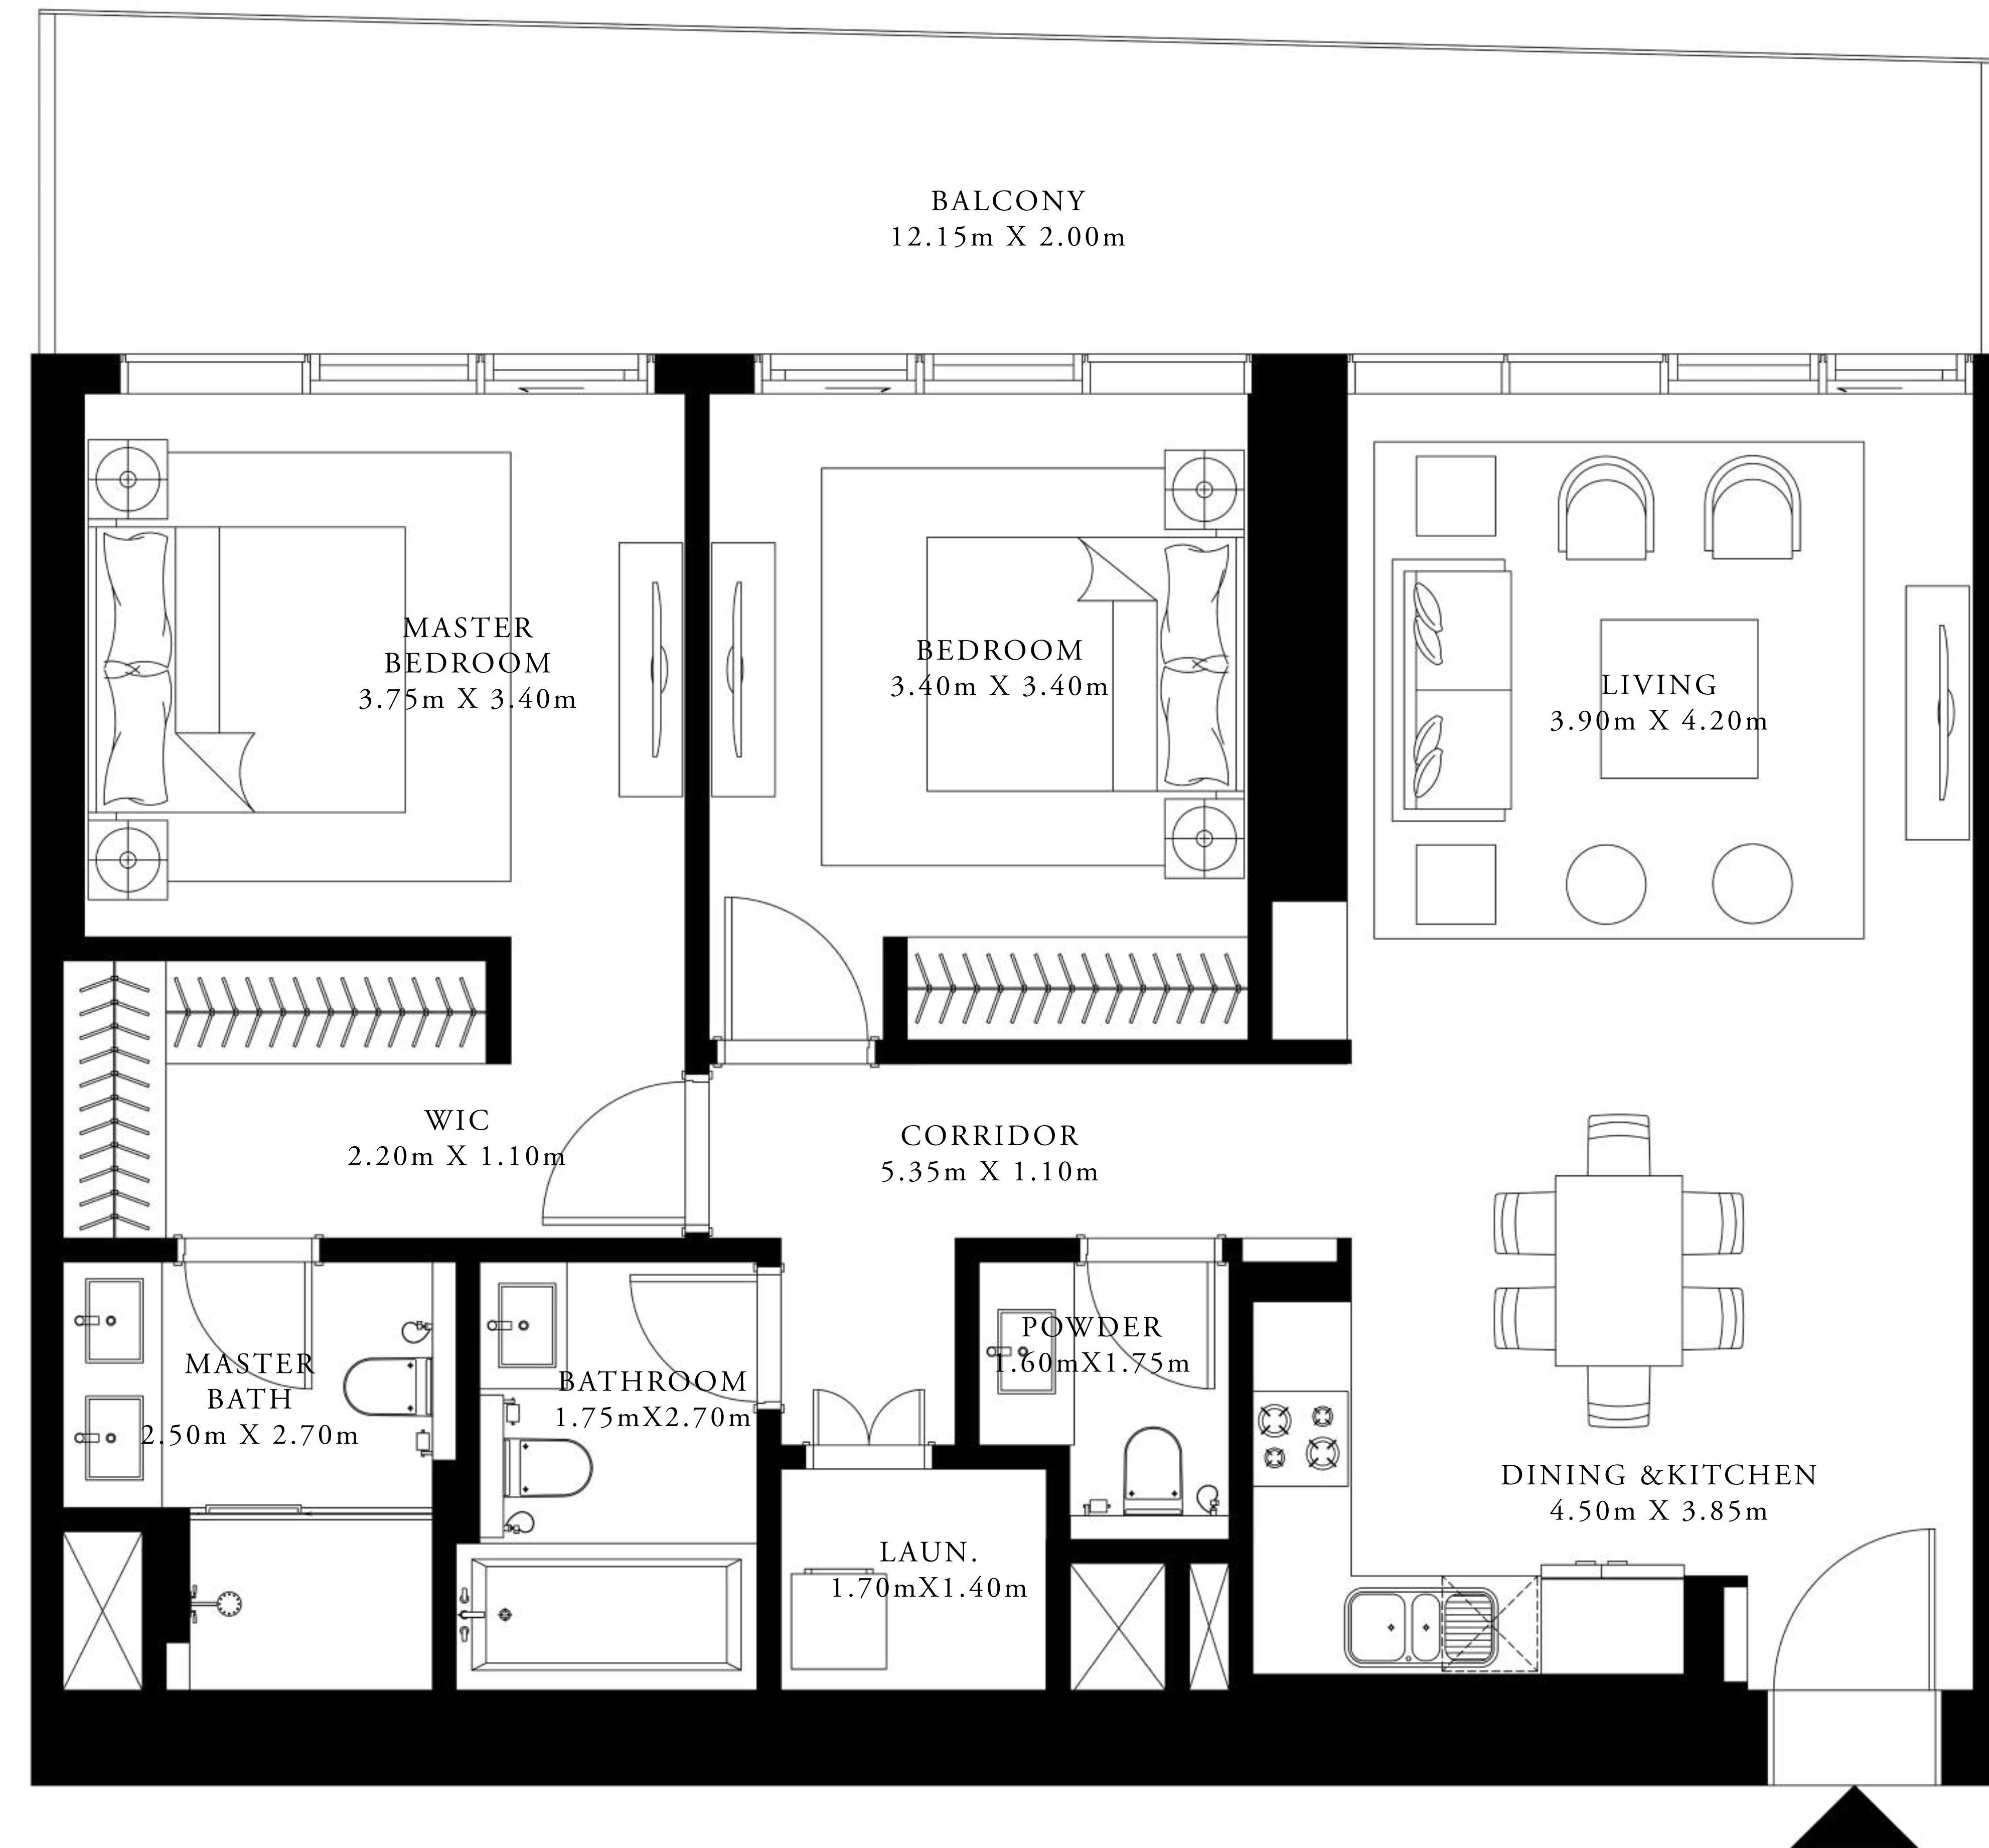 BALCONY
12.15m X 2.00m
MASTER
BEDROOM
3.75m X 3.40m
BEDROOM
3.40m X 3.40m
LIVING
3.90m X 4.20m
WIC
2.20m X 1.10m
CORRIDOR
5.35m X 1.10m
MASTER
BATH
2.50m X 2.70m
BATHROOM
1.75mX2.70m
POWDER
1.60mX1.75m
DINING &KITCHEN
4.50m X 3.85m
LAUN.
1.70mX1.40m